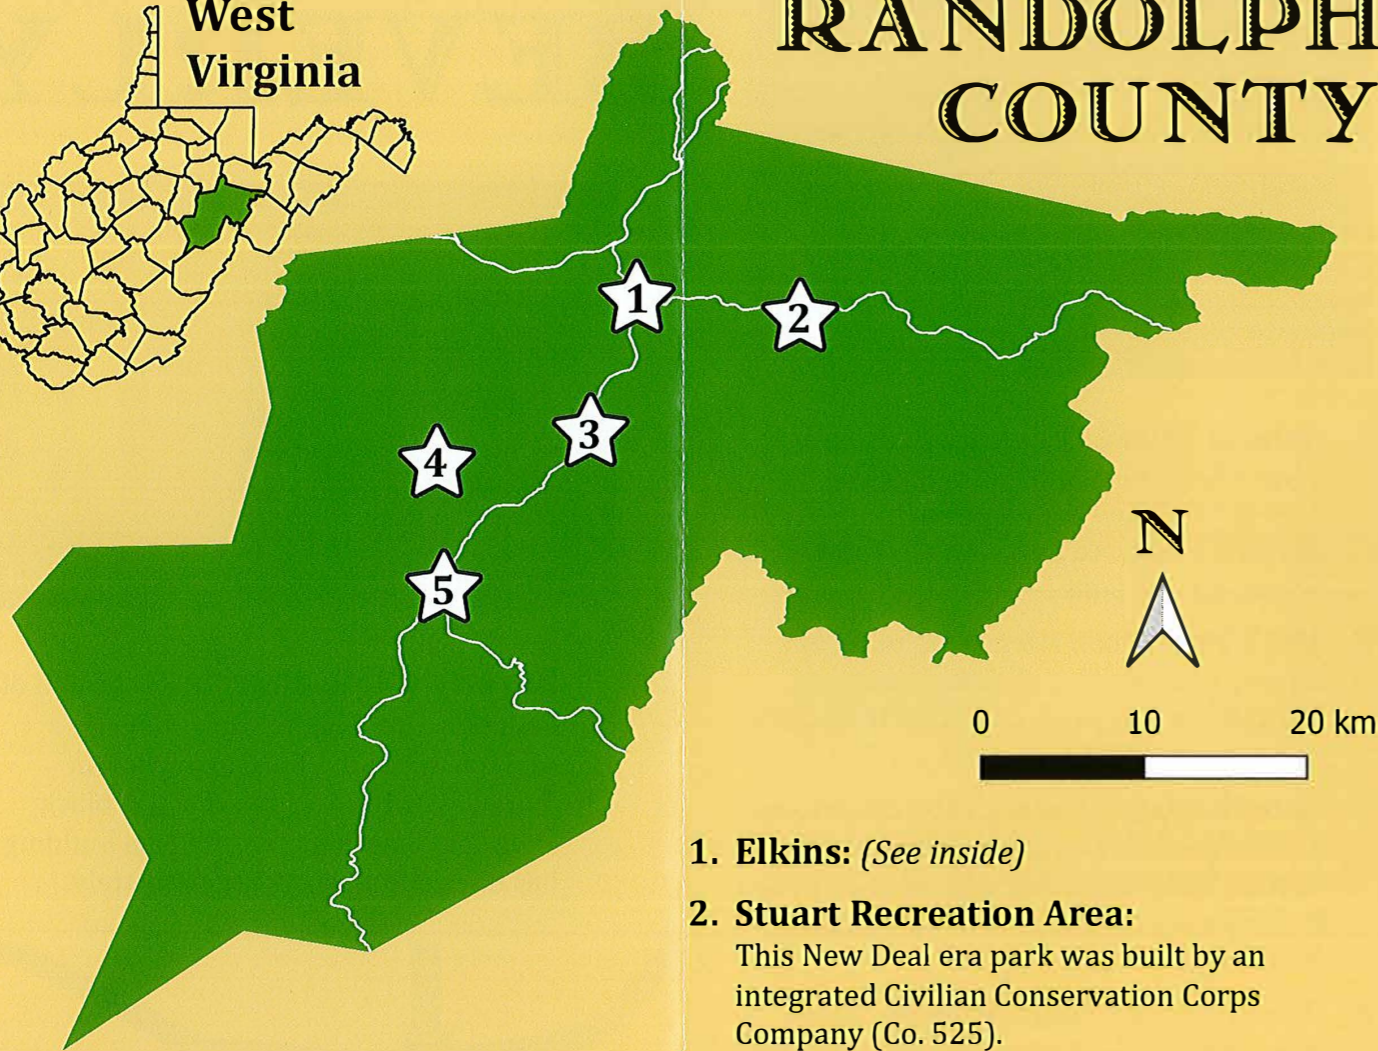 West
Virginia
RANDOLPH
COUNTY
1
2
3
4
5
N
0 10 20 km
1. Elkins: (See inside)
2. Stuart Recreation Area:
This New Deal era park was built by an
integrated Civilian Conservation Corps
Company (Co. 525).